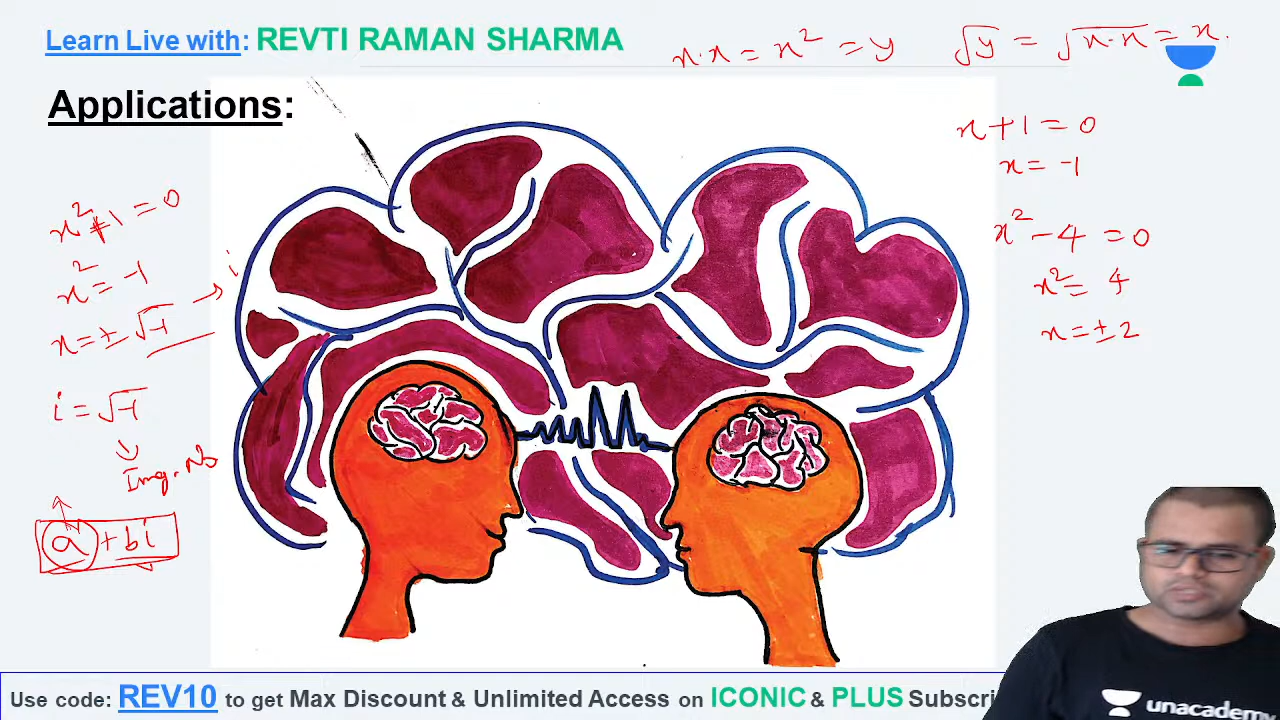 Learn Live with: REVTI RAMAN SHARMA
x·x = x² = y
√y = √x·x = x.
Applications:
x+1=0
x = -1
x²-4 = 0
x² = 4
x = ±2
x²+1=0
x² = -1
x = ± √-1 → i
i = √-1
Img. No
a + bi
Use code: REV10 to get Max Discount & Unlimited Access on ICONIC & PLUS Subscri
unacademy